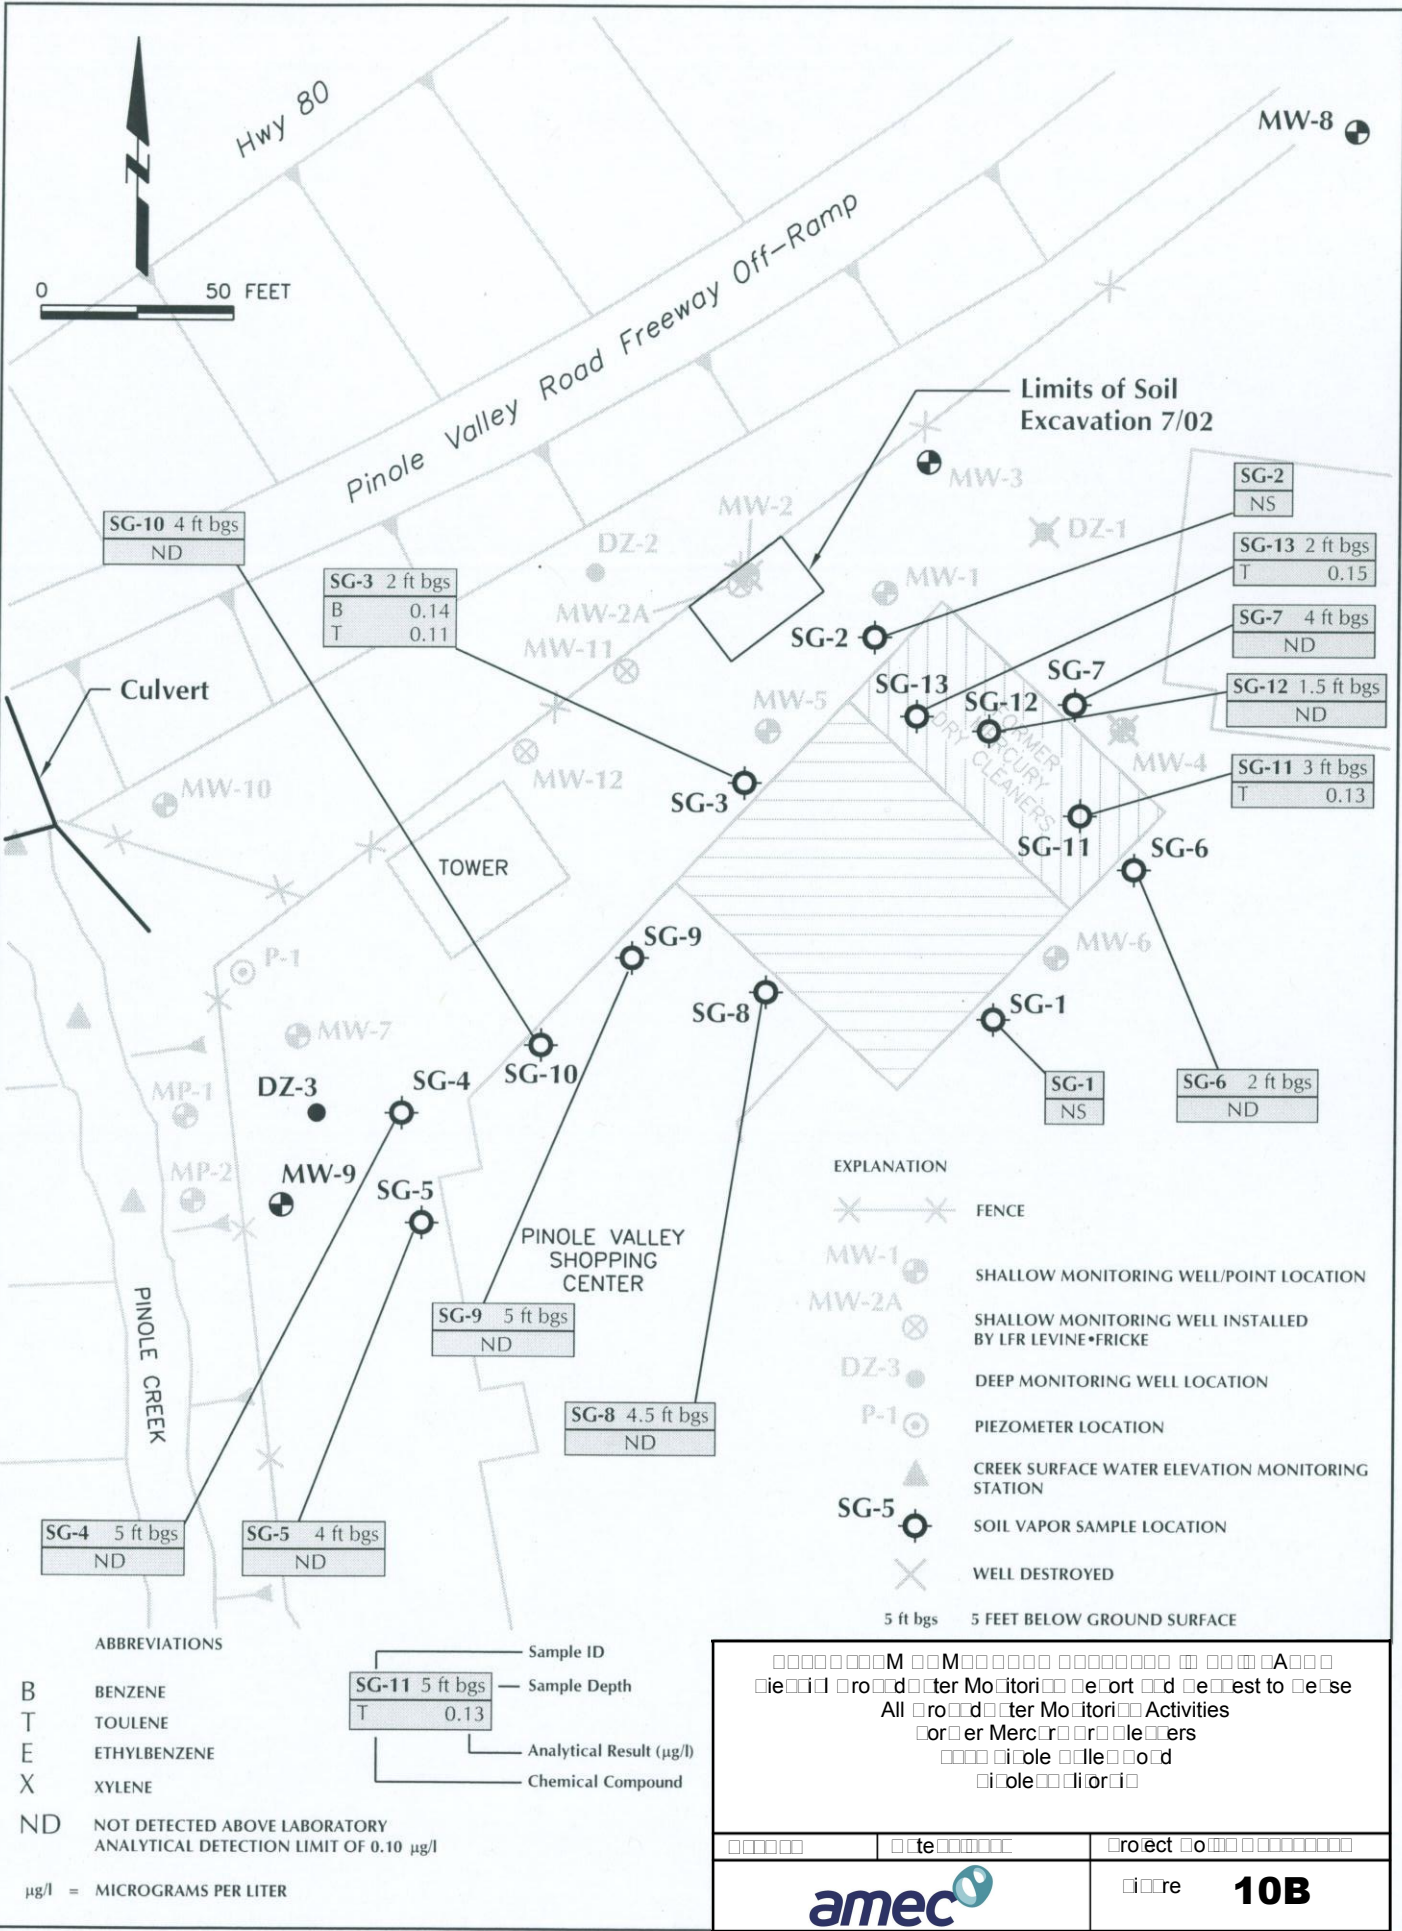 Hwy 80
MW-8
N
0 50 FEET
Pinole Valley Road Freeway Off-Ramp
Limits of Soil
Excavation 7/02
MW-3
SG-2
NS
MW-2
DZ-1
SG-10 4 ft bgs
ND
DZ-2
SG-13 2 ft bgs
T 0.15
SG-3 2 ft bgs
B 0.14
T 0.11
MW-1
MW-2A
SG-7 4 ft bgs
ND
SG-2
MW-11
SG-7
SG-13
SG-12
SG-12 1.5 ft bgs
ND
Culvert
MW-5
FORMER
MERCURY
DRY CLEANERS
MW-4
MW-12
SG-11 3 ft bgs
T 0.13
MW-10
SG-3
SG-11
SG-6
TOWER
SG-9
MW-6
P-1
SG-1
SG-8
MW-7
SG-10
SG-4
DZ-3
MP-1
SG-1
NS
SG-6 2 ft bgs
ND
MP-2
MW-9
SG-5
PINOLE VALLEY
SHOPPING
CENTER
PINOLE CREEK
SG-9 5 ft bgs
ND
SG-8 4.5 ft bgs
ND
SG-4 5 ft bgs
ND
SG-5 4 ft bgs
ND
EXPLANATION
FENCE
MW-1
SHALLOW MONITORING WELL/POINT LOCATION
MW-2A
SHALLOW MONITORING WELL INSTALLED
BY LFR LEVINE•FRICKE
DZ-3
DEEP MONITORING WELL LOCATION
P-1
PIEZOMETER LOCATION
CREEK SURFACE WATER ELEVATION MONITORING
STATION
SG-5
SOIL VAPOR SAMPLE LOCATION
WELL DESTROYED
5 ft bgs 5 FEET BELOW GROUND SURFACE
ABBREVIATIONS
B BENZENE
T TOULENE
E ETHYLBENZENE
X XYLENE
ND NOT DETECTED ABOVE LABORATORY
ANALYTICAL DETECTION LIMIT OF 0.10 µg/l
µg/l = MICROGRAMS PER LITER
Sample ID
SG-11 5 ft bgs
Sample Depth
T 0.13
Analytical Result (µg/l)
Chemical Compound
to
All Activities
amec
10B